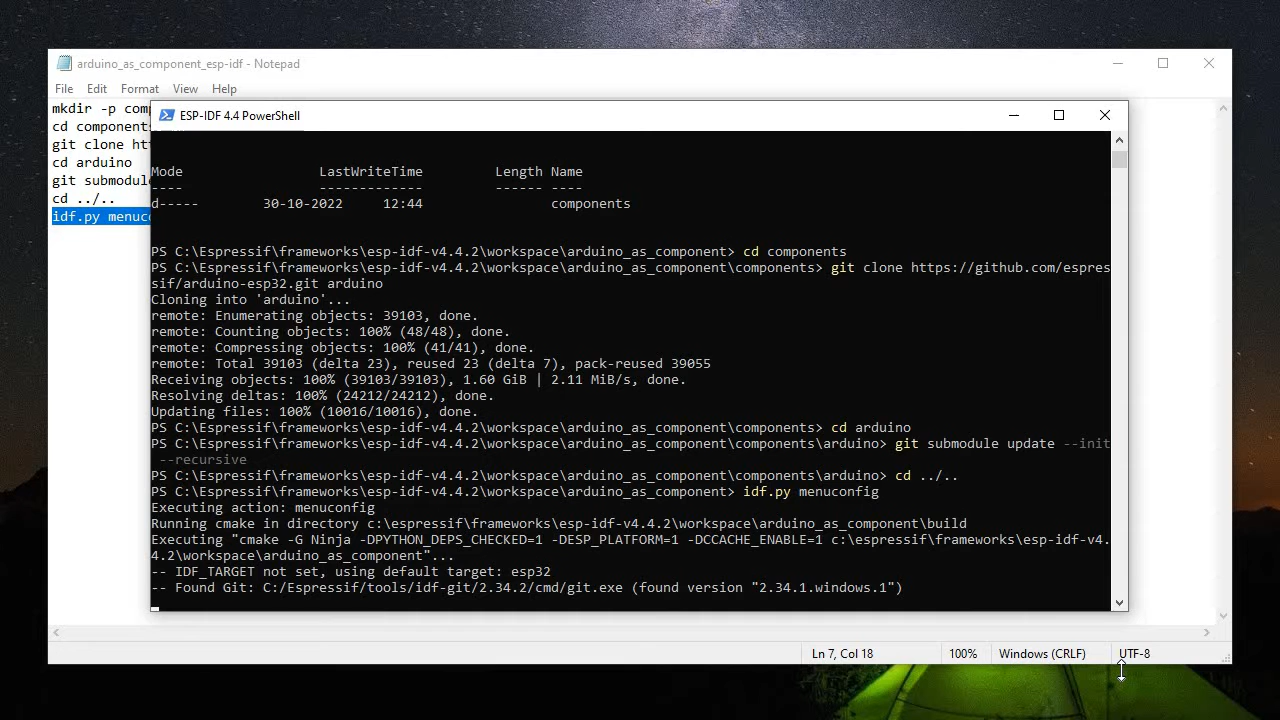 arduino_as_component_esp-idf - Notepad
File Edit Format View Help
mkdir -p com
cd component
git clone ht
cd arduino
git submodule
cd ../..
idf.py menuc
ESP-IDF 4.4 PowerShell
Mode LastWriteTime Length Name
---- ------------- ------ ----
d----- 30-10-2022 12:44 components
PS C:\Espressif\frameworks\esp-idf-v4.4.2\workspace\arduino_as_component> cd components
PS C:\Espressif\frameworks\esp-idf-v4.4.2\workspace\arduino_as_component\components> git clone https://github.com/espres
sif/arduino-esp32.git arduino
Cloning into 'arduino'...
remote: Enumerating objects: 39103, done.
remote: Counting objects: 100% (48/48), done.
remote: Compressing objects: 100% (41/41), done.
remote: Total 39103 (delta 23), reused 23 (delta 7), pack-reused 39055
Receiving objects: 100% (39103/39103), 1.60 GiB | 2.11 MiB/s, done.
Resolving deltas: 100% (24212/24212), done.
Updating files: 100% (10016/10016), done.
PS C:\Espressif\frameworks\esp-idf-v4.4.2\workspace\arduino_as_component\components> cd arduino
PS C:\Espressif\frameworks\esp-idf-v4.4.2\workspace\arduino_as_component\components\arduino> git submodule update --init
--recursive
PS C:\Espressif\frameworks\esp-idf-v4.4.2\workspace\arduino_as_component\components\arduino> cd ../..
PS C:\Espressif\frameworks\esp-idf-v4.4.2\workspace\arduino_as_component> idf.py menuconfig
Executing action: menuconfig
Running cmake in directory c:\espressif\frameworks\esp-idf-v4.4.2\workspace\arduino_as_component\build
Executing "cmake -G Ninja -DPYTHON_DEPS_CHECKED=1 -DESP_PLATFORM=1 -DCCACHE_ENABLE=1 c:\espressif\frameworks\esp-idf-v4.
4.2\workspace\arduino_as_component"...
-- IDF_TARGET not set, using default target: esp32
-- Found Git: C:/Espressif/tools/idf-git/2.34.2/cmd/git.exe (found version "2.34.1.windows.1")
Ln 7, Col 18 100% Windows (CRLF) UTF-8